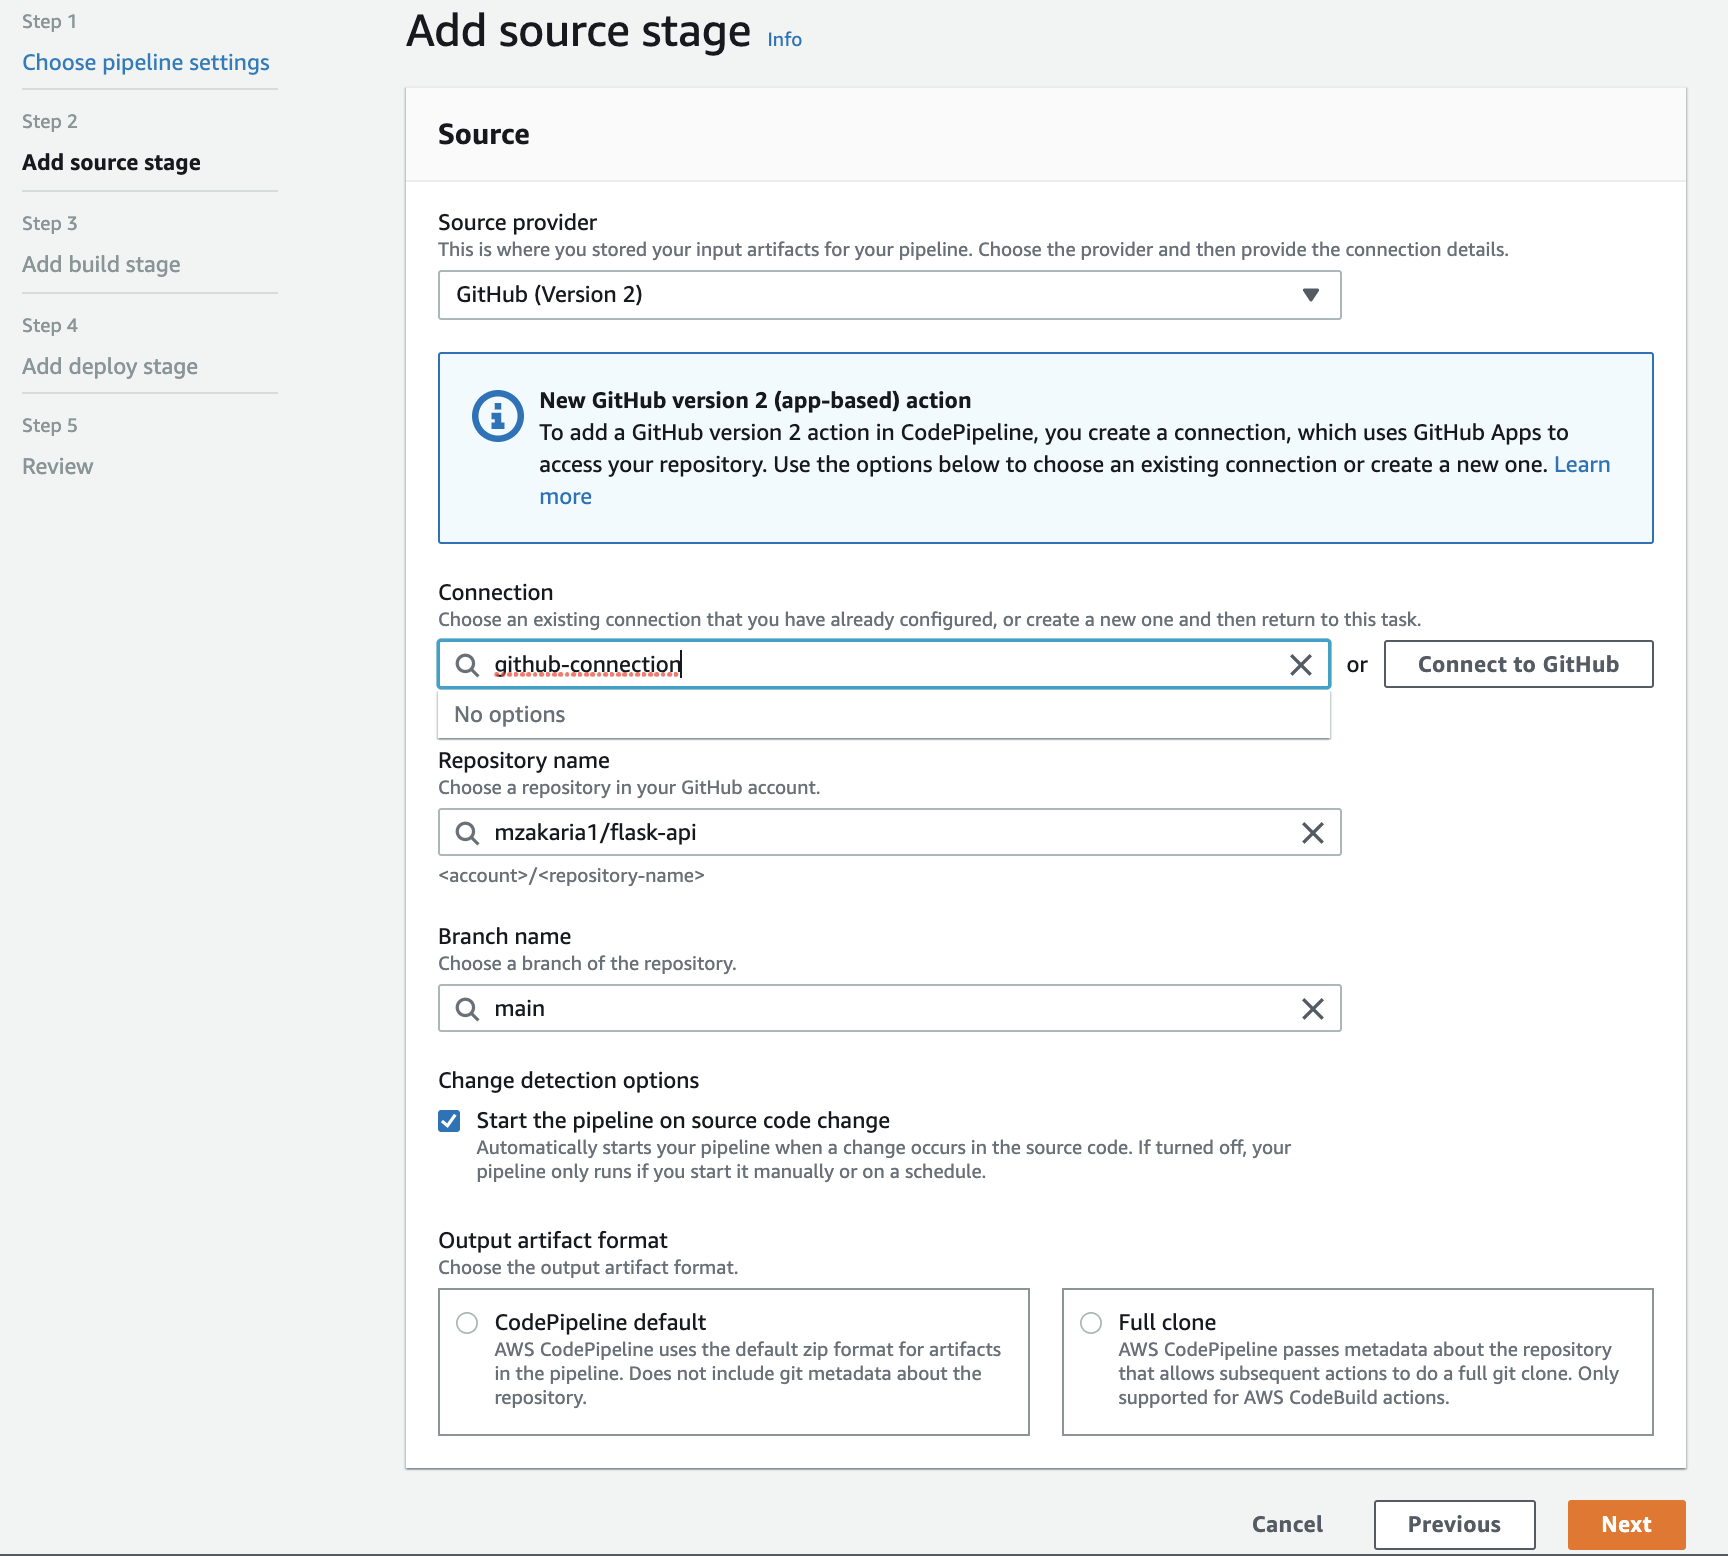 Step 1
Choose pipeline settings
Step 2
Add source stage
Step 3
Add build stage
Step 4
Add deploy stage
Step 5
Review
Add source stage Info
Source
Source provider
This is where you stored your input artifacts for your pipeline. Choose the provider and then provide the connection details.
GitHub (Version 2)
New GitHub version 2 (app-based) action
To add a GitHub version 2 action in CodePipeline, you create a connection, which uses GitHub Apps to
access your repository. Use the options below to choose an existing connection or create a new one. Learn
more
Connection
Choose an existing connection that you have already configured, or create a new one and then return to this task.
github-connection or Connect to GitHub
No options
Repository name
Choose a repository in your GitHub account.
mzakaria1/flask-api
<account>/<repository-name>
Branch name
Choose a branch of the repository.
main
Change detection options
Start the pipeline on source code change
Automatically starts your pipeline when a change occurs in the source code. If turned off, your
pipeline only runs if you start it manually or on a schedule.
Output artifact format
Choose the output artifact format.
CodePipeline default
AWS CodePipeline uses the default zip format for artifacts
in the pipeline. Does not include git metadata about the
repository.
Full clone
AWS CodePipeline passes metadata about the repository
that allows subsequent actions to do a full git clone. Only
supported for AWS CodeBuild actions.
Cancel Previous Next